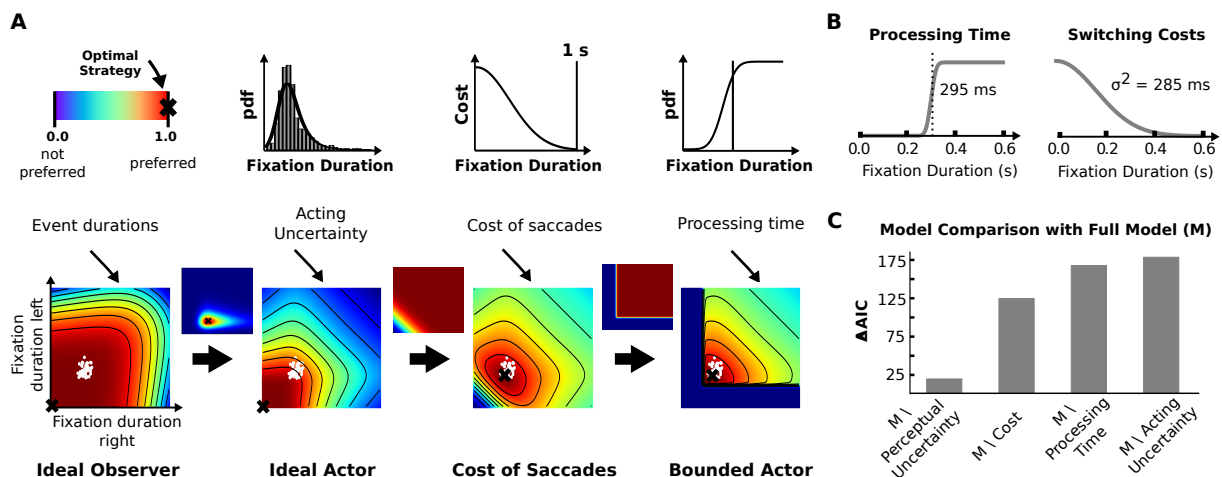 A
Optimal
Strategy
0.0
1.0
not
preferred
preferred
pdf
Fixation Duration
Cost
1 s
Fixation Duration
pdf
Fixation Duration
Event durations
Acting
Uncertainty
Cost of saccades
Processing time
Fixation
duration left
Fixation duration
right
Ideal Observer
Ideal Actor
Cost of Saccades
Bounded Actor
B
Processing Time
295 ms
0.0 0.2 0.4 0.6
Fixation Duration (s)
Switching Costs
σ² = 285 ms
0.0 0.2 0.4 0.6
Fixation Duration (s)
C
Model Comparison with Full Model (M)
ΔAIC
175
125
75
25
M \
Perceptual
Uncertainty
M \ Cost
M \
Processing
Time
M \ Acting
Uncertainty